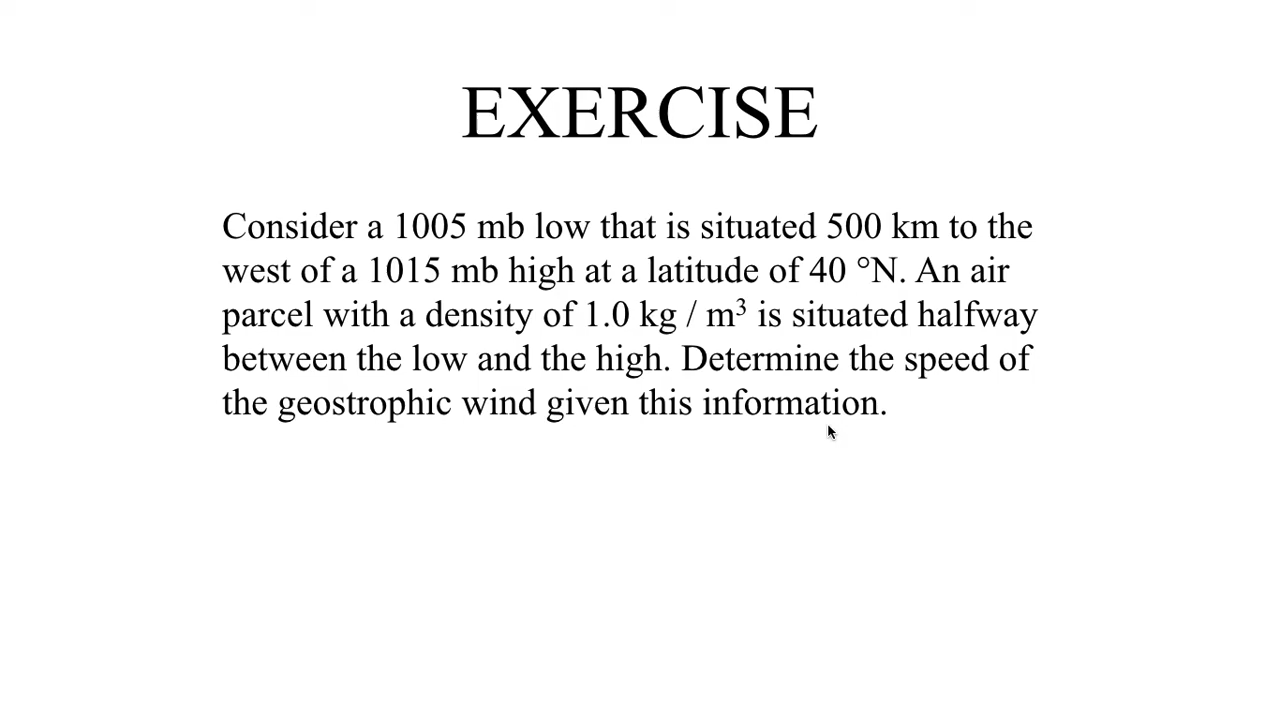 EXERCISE
Consider a 1005 mb low that is situated 500 km to the
west of a 1015 mb high at a latitude of 40 °N. An air
parcel with a density of 1.0 kg / m³ is situated halfway
between the low and the high. Determine the speed of
the geostrophic wind given this information.